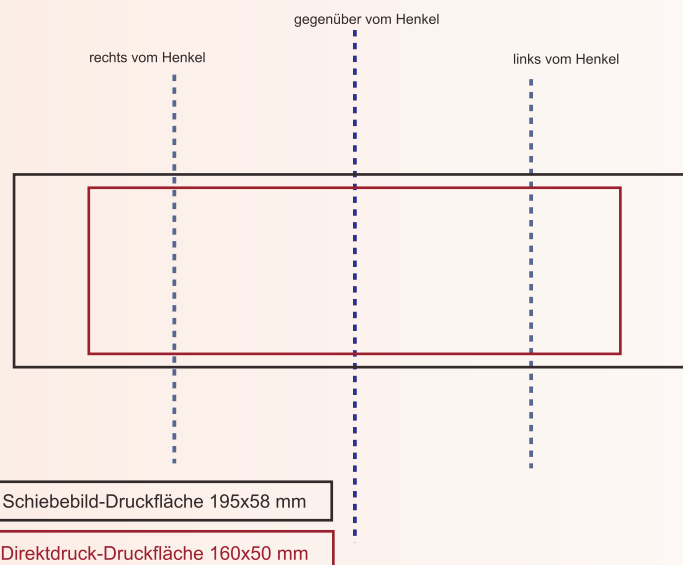 gegenüber vom Henkel
rechts vom Henkel
links vom Henkel
Schiebebild-Druckfläche 195x58 mm
Direktdruck-Druckfläche 160x50 mm